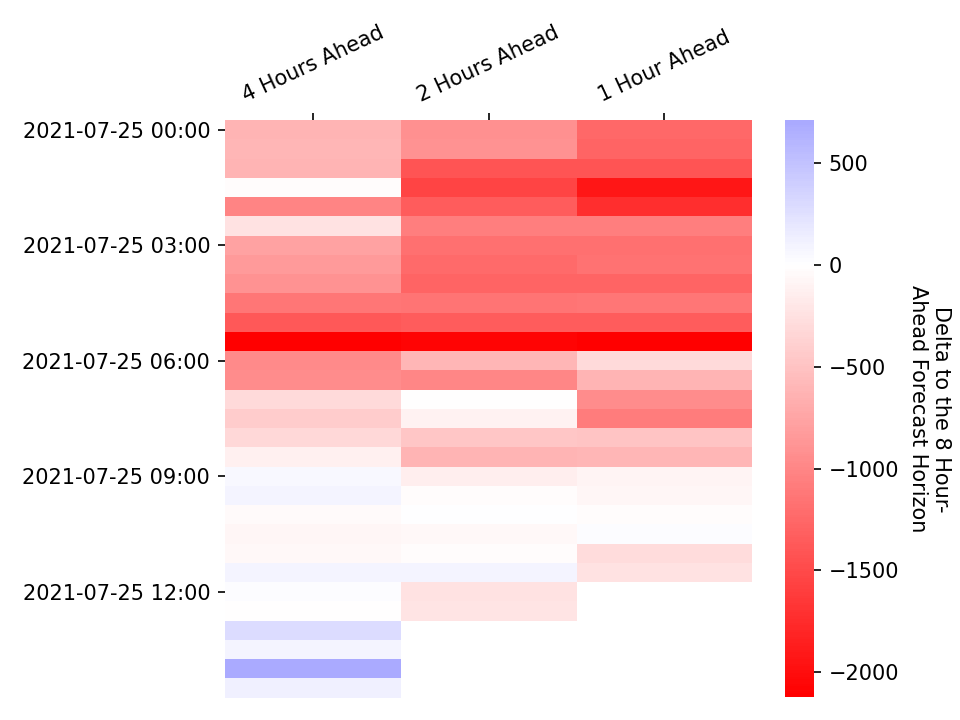 4 Hours Ahead
2 Hours Ahead
1 Hour Ahead
2021-07-25 00:00
2021-07-25 03:00
2021-07-25 06:00
2021-07-25 09:00
2021-07-25 12:00
500
0
−500
−1000
−1500
−2000
Delta to the 8 Hour-
Ahead Forecast Horizon